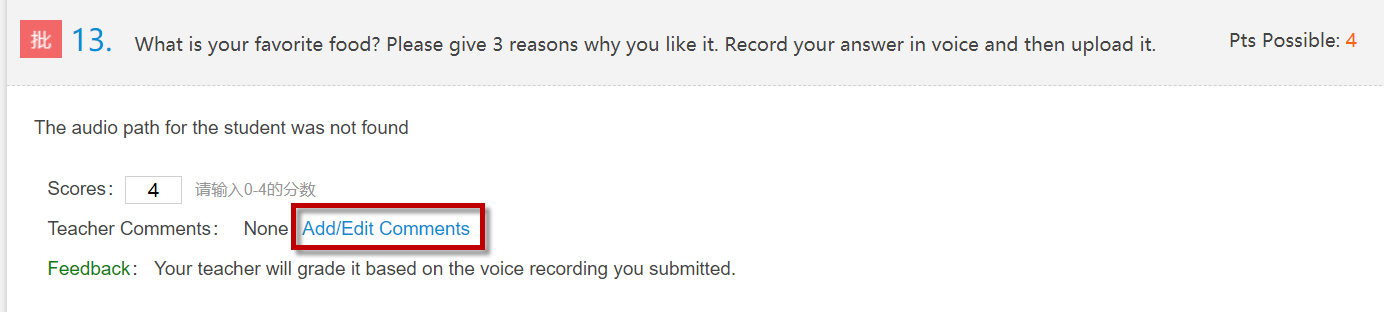 批 13. What is your favorite food? Please give 3 reasons why you like it. Record your answer in voice and then upload it. Pts Possible: 4
The audio path for the student was not found
Scores: 4 请输入0-4的分数
Teacher Comments: None Add/Edit Comments
Feedback: Your teacher will grade it based on the voice recording you submitted.